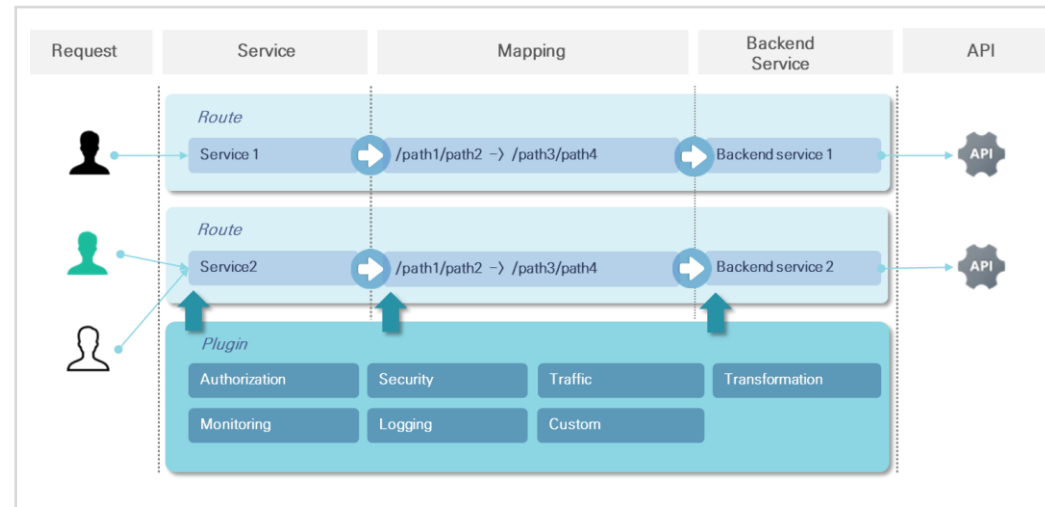 Request
Service
Mapping
Backend
Service
API
Route
Service 1
/path1/path2 -> /path3/path4
Backend service 1
API
Route
Service2
/path1/path2 -> /path3/path4
Backend service 2
API
Plugin
Authorization
Security
Traffic
Transformation
Monitoring
Logging
Custom